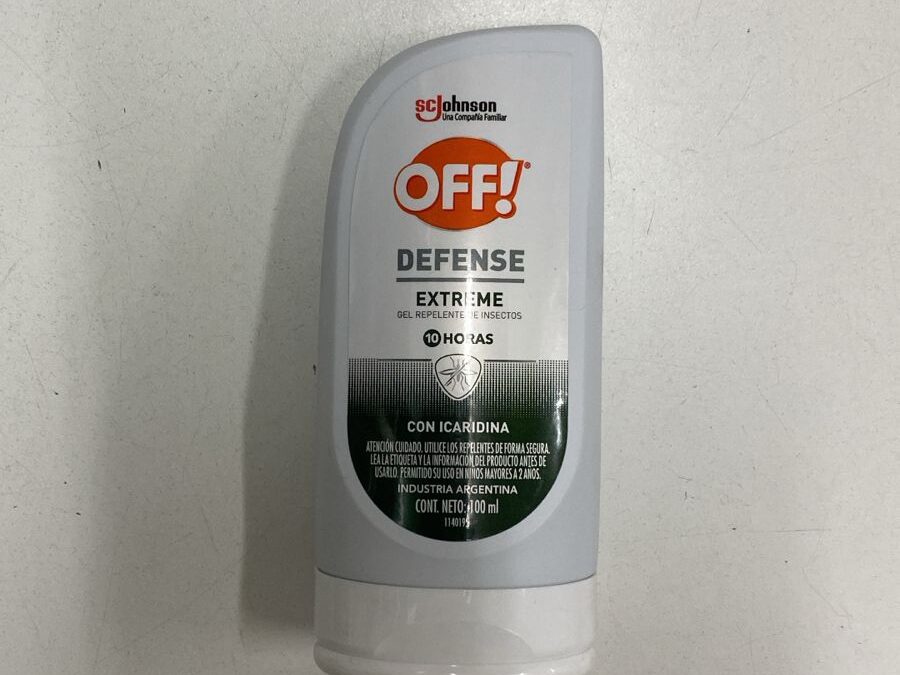 scJohnson
Una Compañía Familiar
OFF!®
DEFENSE
EXTREME
GEL REPELENTE DE INSECTOS
10 HORAS
CON ICARIDINA
ATENCIÓN CUIDADO. UTILICE LOS REPELENTES DE FORMA SEGURA.
LEA LA ETIQUETA Y LA INFORMACIÓN DEL PRODUCTO ANTES DE
USARLO. PERMITIDO SU USO EN NIÑOS MAYORES A 2 AÑOS.
INDUSTRIA ARGENTINA
CONT. NETO: 100 ml
1140195